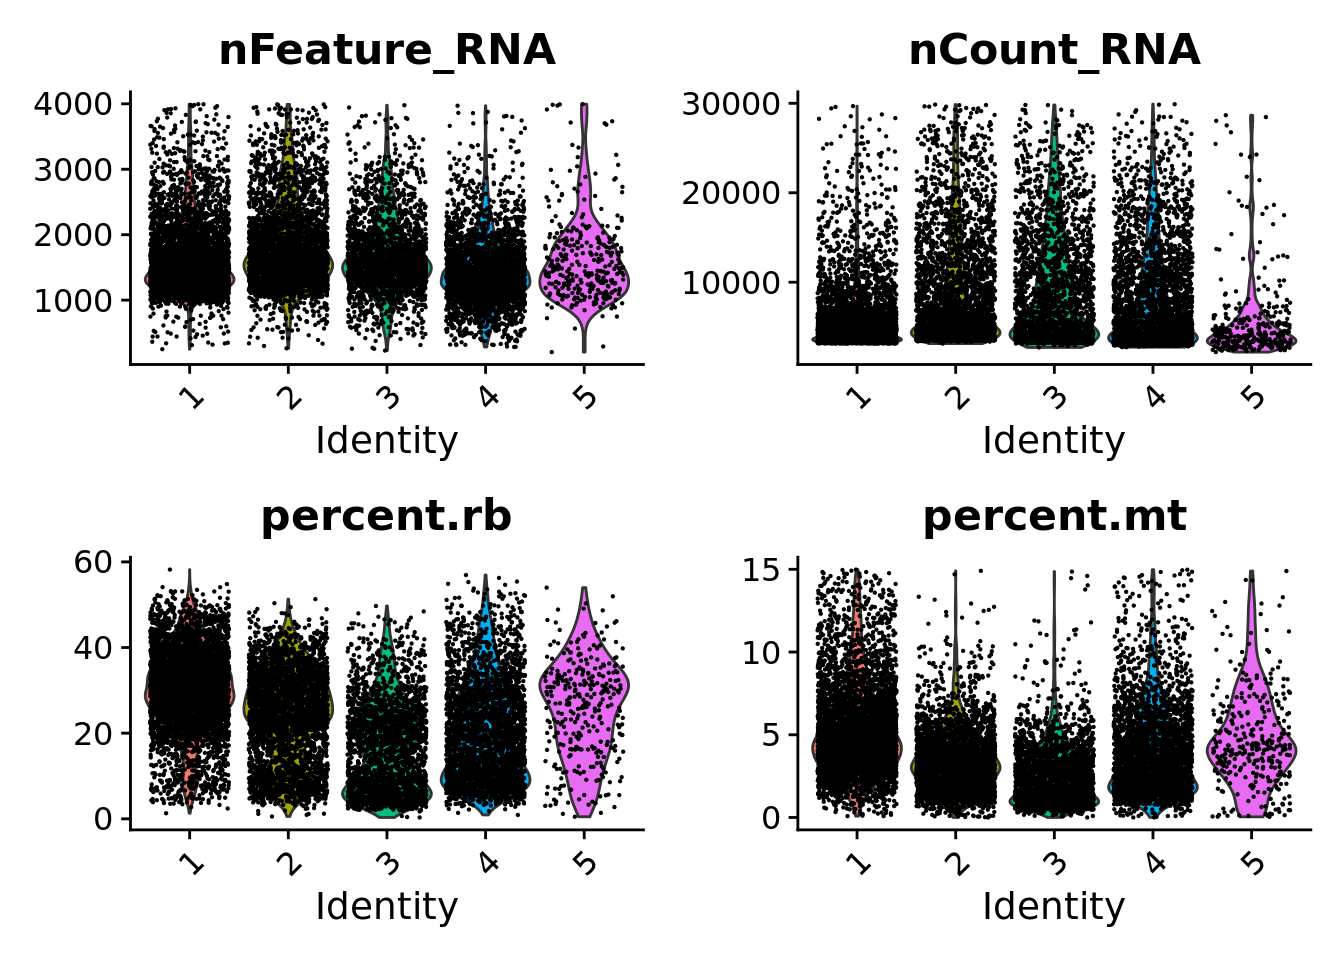 nFeature_RNA
4000
3000
2000
1000
1 2 3 4 5
Identity
nCount_RNA
30000
20000
10000
1 2 3 4 5
Identity
percent.rb
60
40
20
0
1 2 3 4 5
Identity
percent.mt
15
10
5
0
1 2 3 4 5
Identity